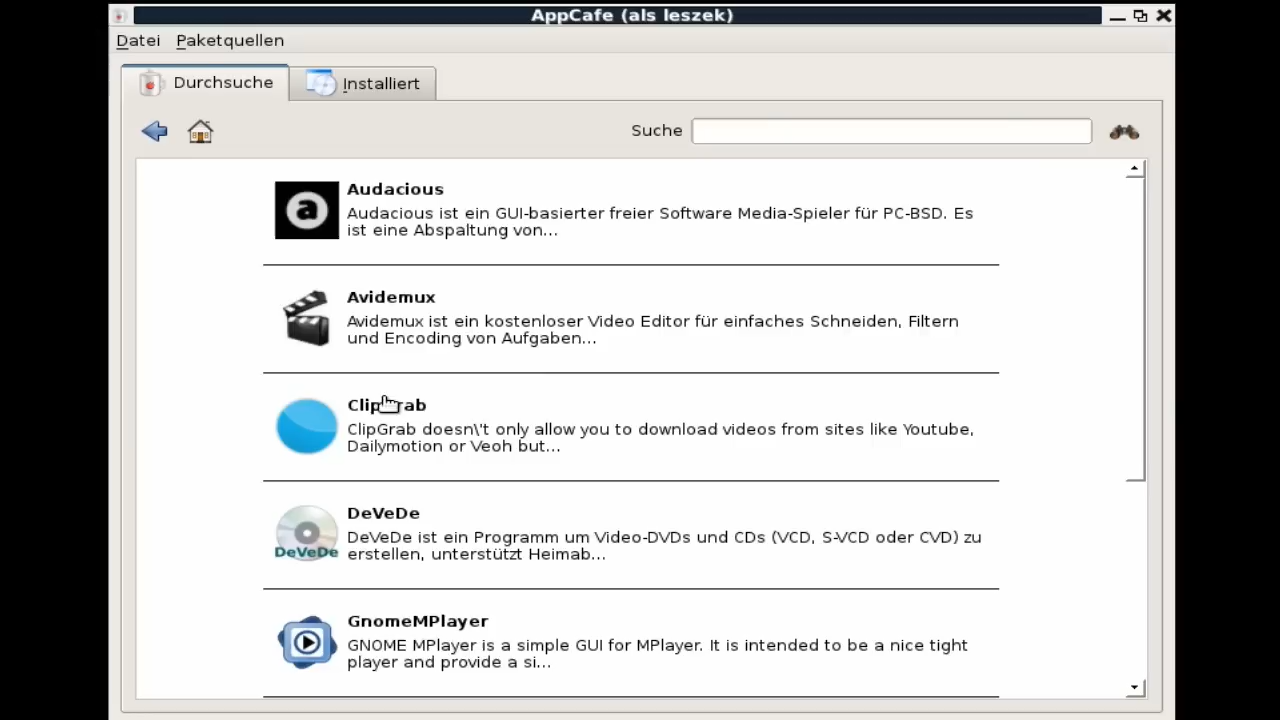 AppCafe (als leszek)
Datei Paketquellen
Durchsuche Installiert
Suche
a
Audacious
Audacious ist ein GUI-basierter freier Software Media-Spieler für PC-BSD. Es
ist eine Abspaltung von...
Avidemux
Avidemux ist ein kostenloser Video Editor für einfaches Schneiden, Filtern
und Encoding von Aufgaben...
ClipGrab
ClipGrab doesn\'t only allow you to download videos from sites like Youtube,
Dailymotion or Veoh but...
DeVeDe
DeVeDe
DeVeDe ist ein Programm um Video-DVDs und CDs (VCD, S-VCD oder CVD) zu
erstellen, unterstützt Heimab...
GnomeMPlayer
GNOME MPlayer is a simple GUI for MPlayer. It is intended to be a nice tight
player and provide a si...